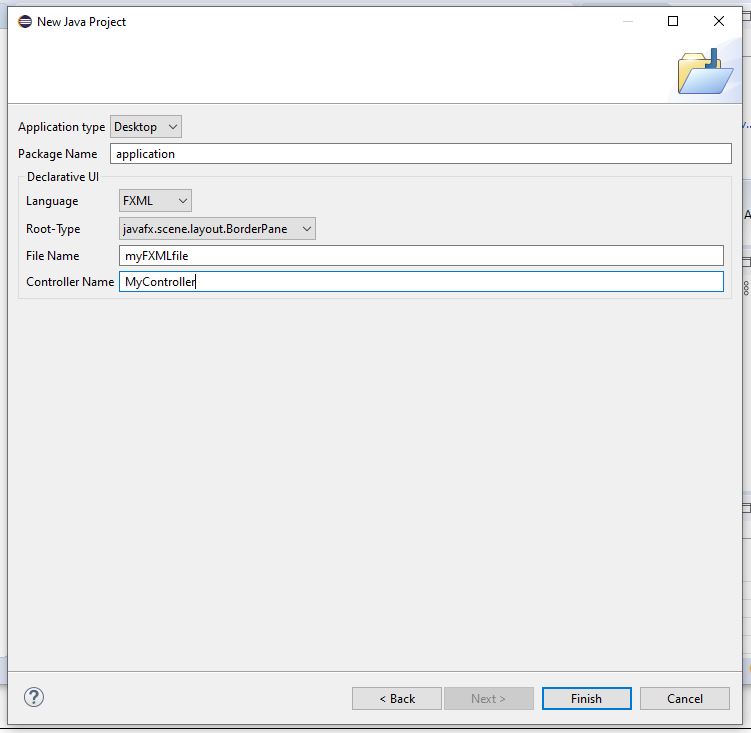 New Java Project
Application type Desktop
Package Name application
Declarative UI
Language FXML
Root-Type javafx.scene.layout.BorderPane
File Name myFXMLfile
Controller Name MyController
? < Back Next > Finish Cancel